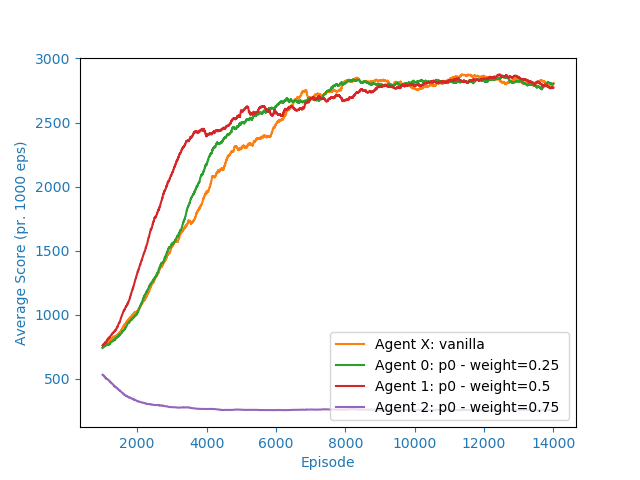 3000
2500
2000
1500
1000
500
Average Score (pr. 1000 eps)
Agent X: vanilla
Agent 0: p0 - weight=0.25
Agent 1: p0 - weight=0.5
Agent 2: p0 - weight=0.75
2000 4000 6000 8000 10000 12000 14000
Episode